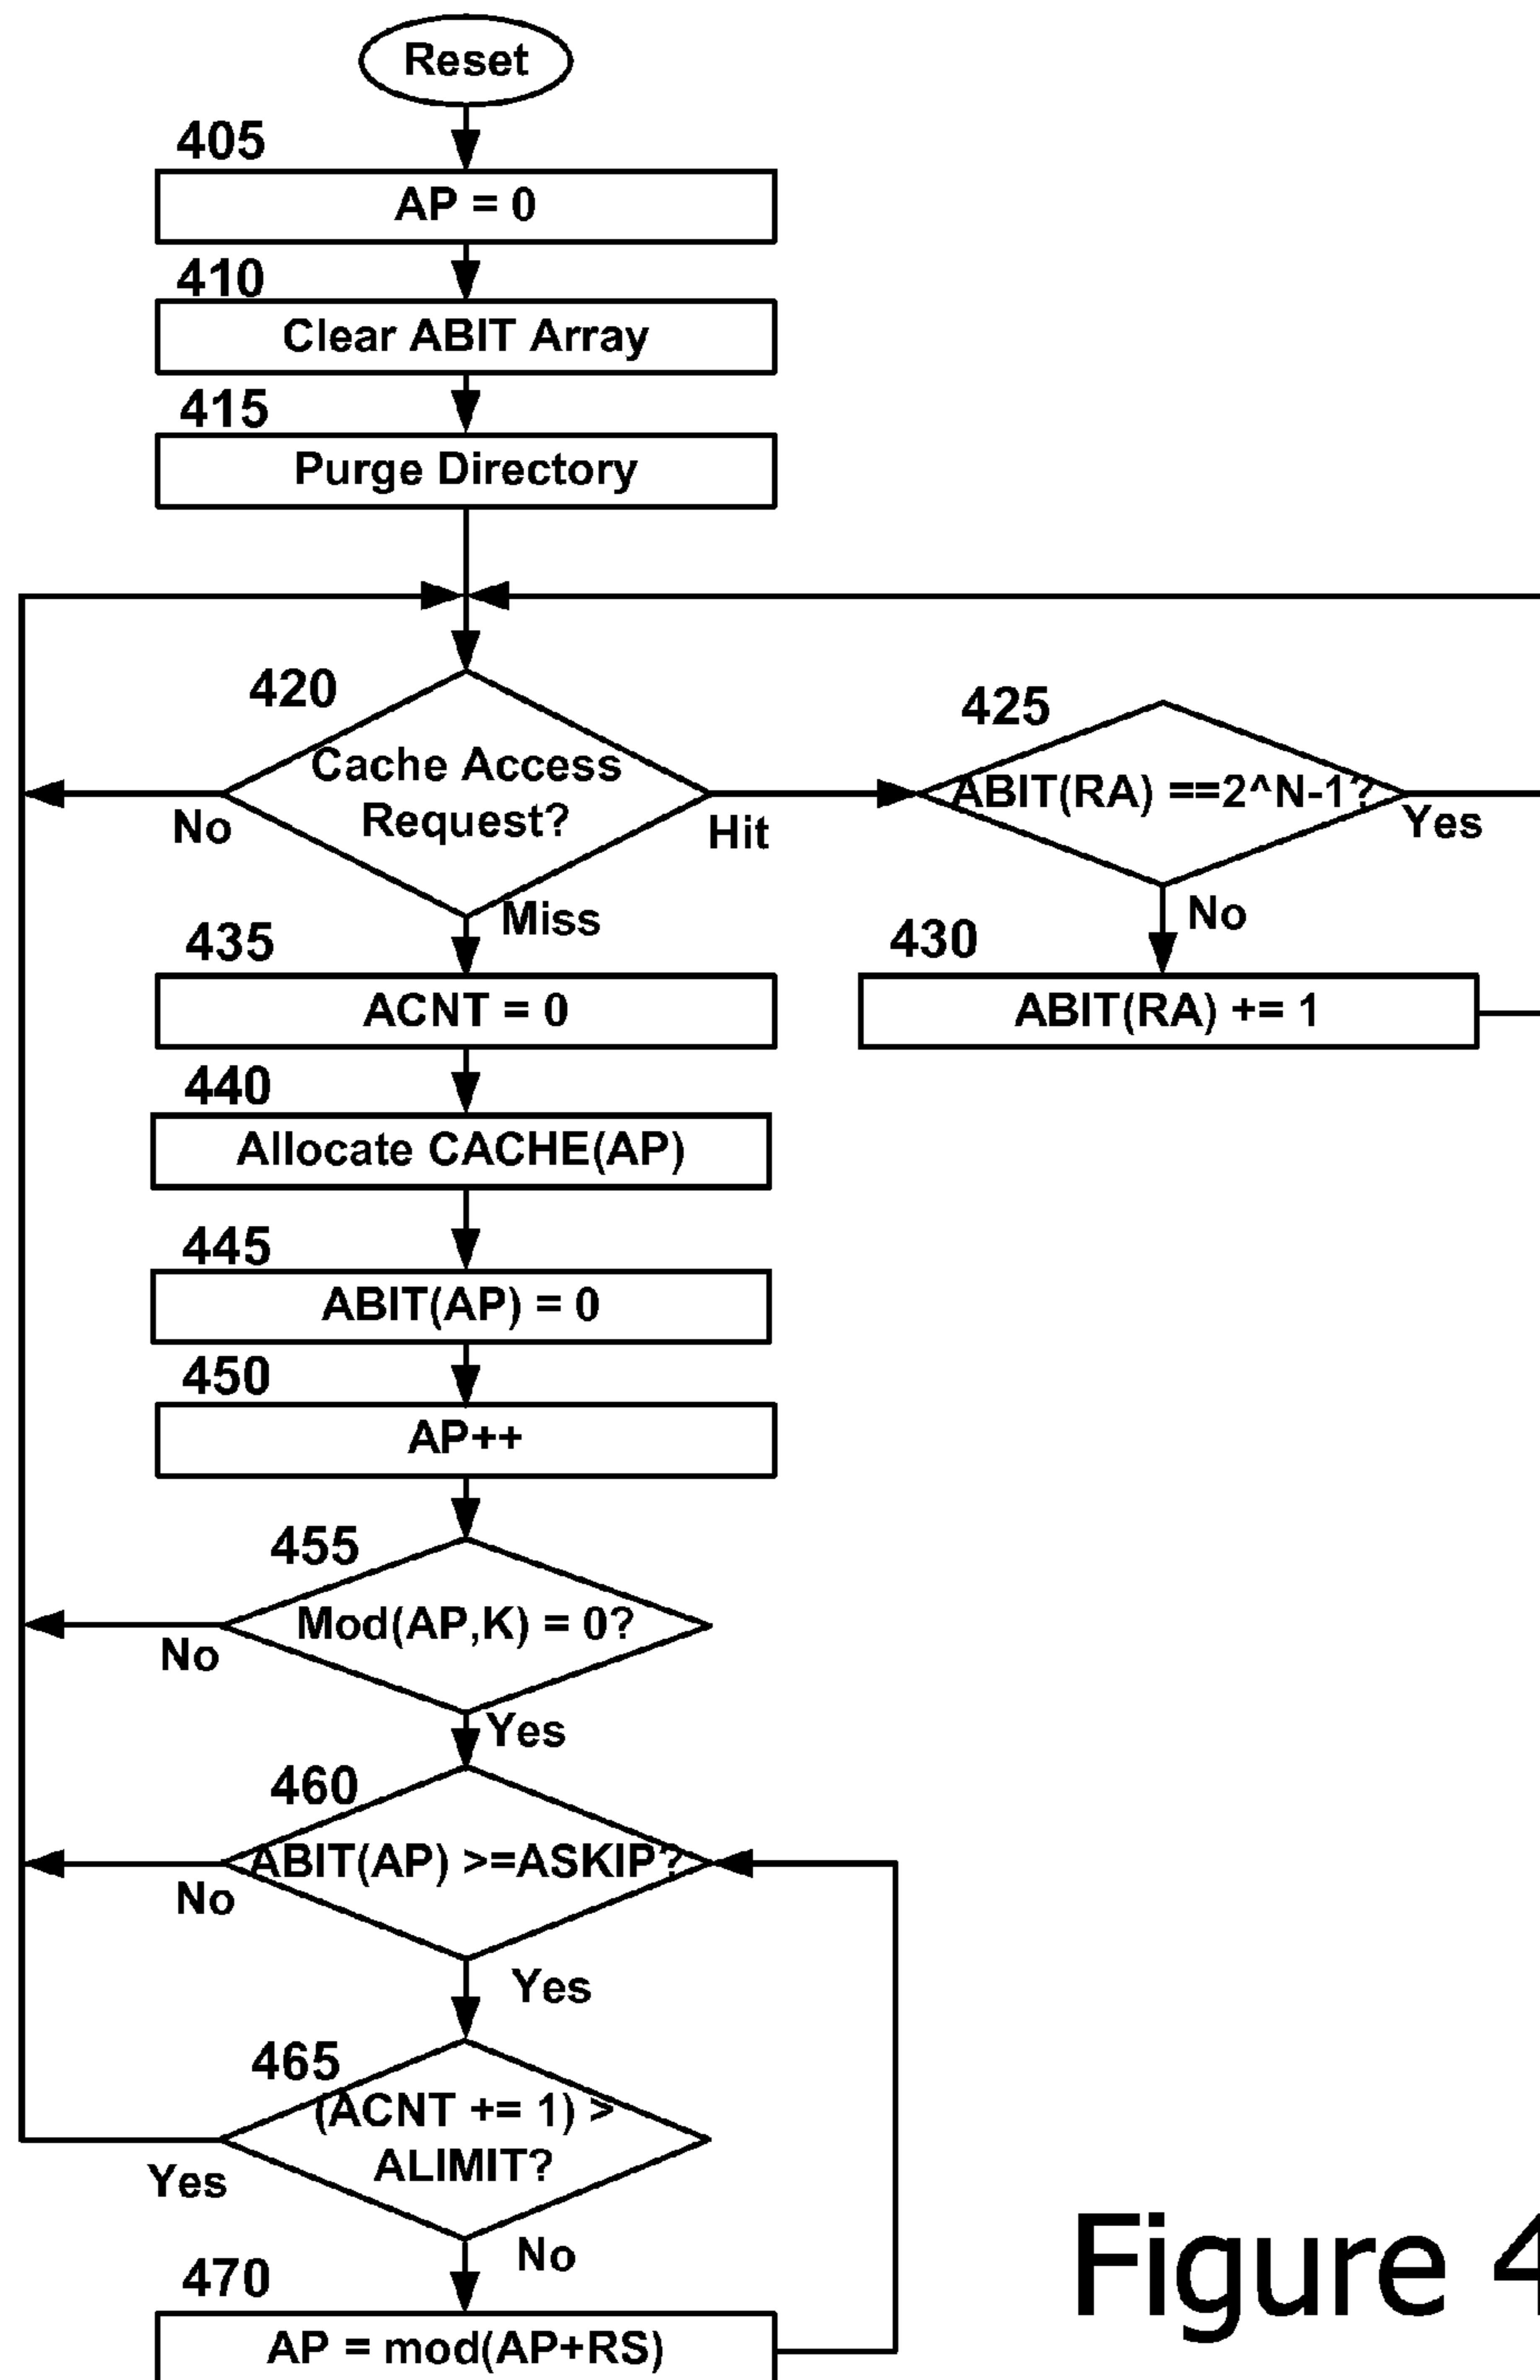 Reset
405
AP = 0
410
Clear ABIT Array
415
Purge Directory
420
Cache Access
Request?
No
Hit
Miss
425
ABIT(RA) ==2^N-1?
Yes
No
430
ABIT(RA) += 1
435
ACNT = 0
440
Allocate CACHE(AP)
445
ABIT(AP) = 0
450
AP++
455
Mod(AP,K) = 0?
No
Yes
460
ABIT(AP) >=ASKIP?
No
Yes
465
(ACNT += 1) >
ALIMIT?
Yes
No
470
AP = mod(AP+RS)
Figure 4